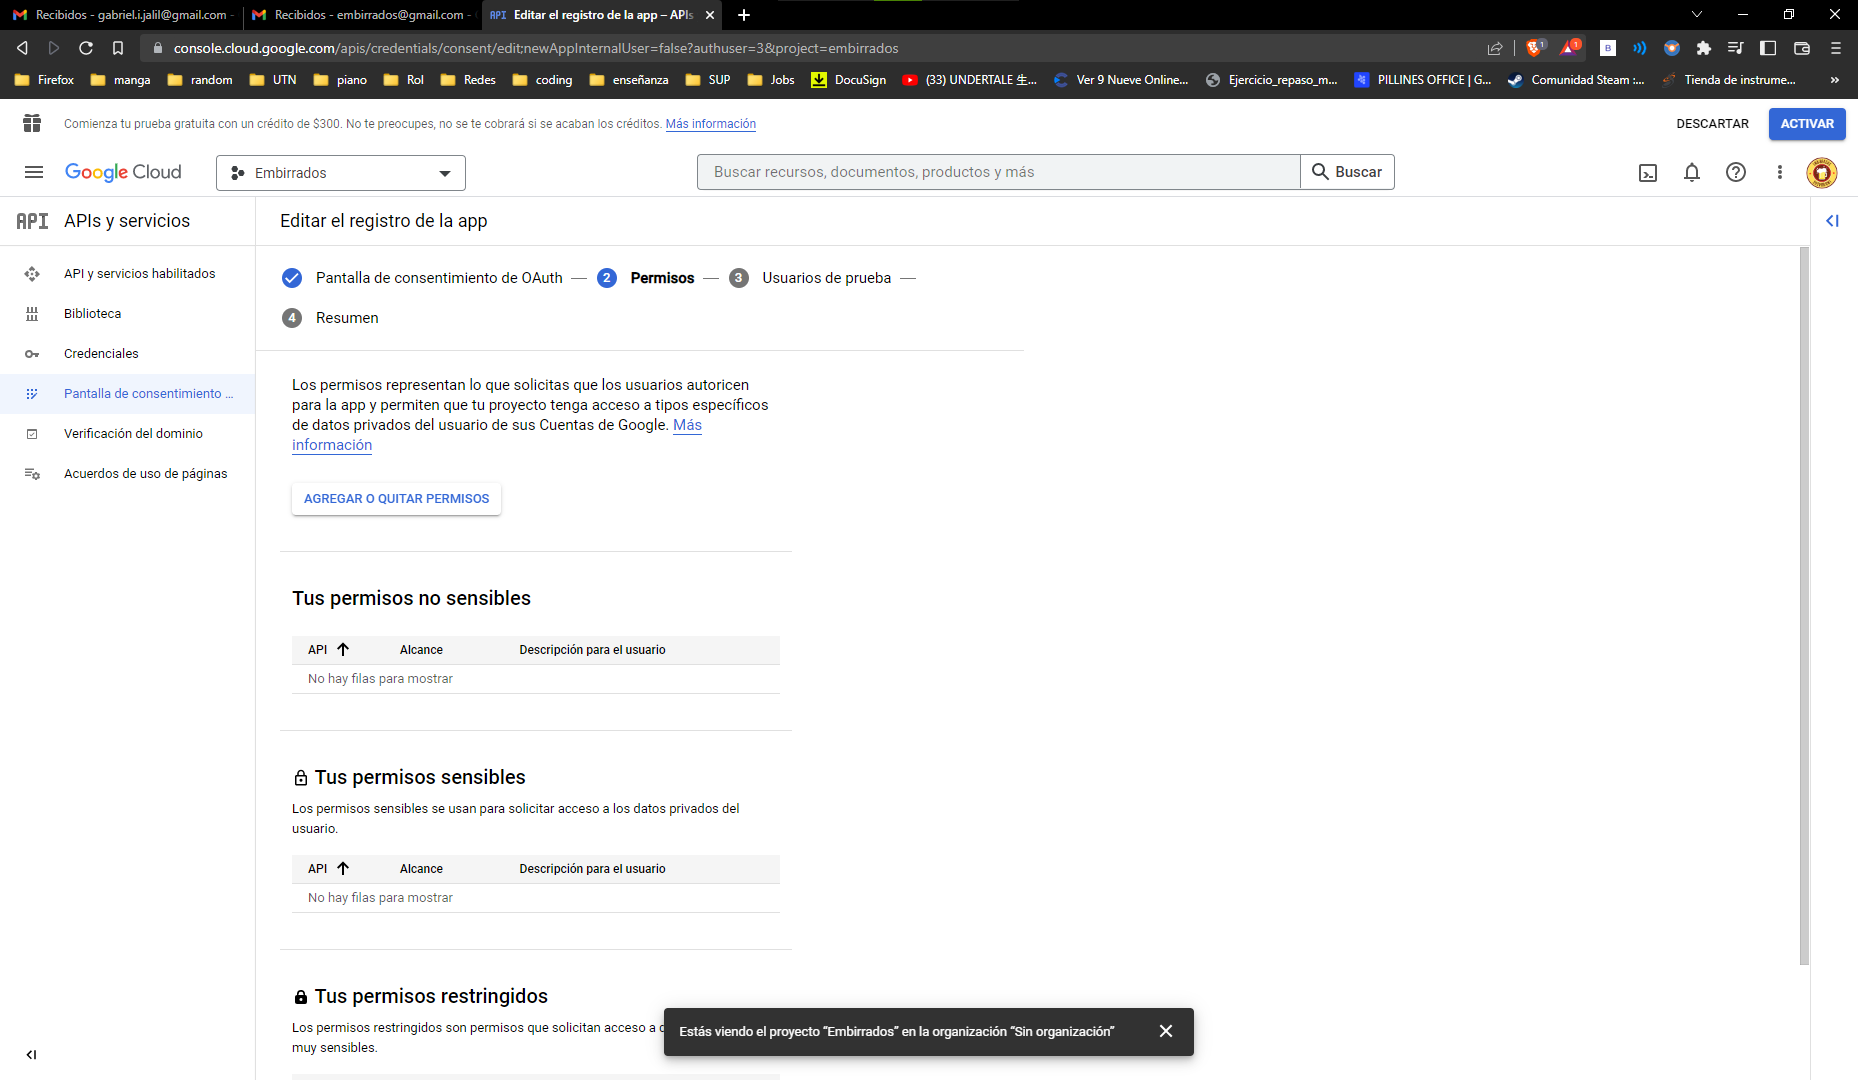 Recibidos - gabriel.i.jalil@gmail.com -
Recibidos - embirrados@gmail.com -
API Editar el registro de la app – APIs
console.cloud.google.com/apis/credentials/consent/edit;newAppInternalUser=false?authuser=3&project=embirrados
1
1
B
Firefox
manga
random
UTN
piano
Rol
Redes
coding
enseñanza
SUP
Jobs
DocuSign
(33) UNDERTALE 生...
Ver 9 Nueve Online...
Ejercicio_repaso_m...
PILLINES OFFICE | G...
Comunidad Steam :...
Tienda de instrume...
»
Comienza tu prueba gratuita con un crédito de $300. No te preocupes, no se te cobrará si se acaban los créditos. Más información
DESCARTAR
ACTIVAR
Google Cloud
Embirrados
Buscar recursos, documentos, productos y más
Buscar
API APIs y servicios
Editar el registro de la app
API y servicios habilitados
Biblioteca
Credenciales
Pantalla de consentimiento ...
Verificación del dominio
Acuerdos de uso de páginas
Pantalla de consentimiento de OAuth — 2 Permisos — 3 Usuarios de prueba —
4 Resumen
Los permisos representan lo que solicitas que los usuarios autoricen
para la app y permiten que tu proyecto tenga acceso a tipos específicos
de datos privados del usuario de sus Cuentas de Google. Más
información
AGREGAR O QUITAR PERMISOS
Tus permisos no sensibles
API Alcance Descripción para el usuario
No hay filas para mostrar
Tus permisos sensibles
Los permisos sensibles se usan para solicitar acceso a los datos privados del
usuario.
API Alcance Descripción para el usuario
No hay filas para mostrar
Tus permisos restringidos
Los permisos restringidos son permisos que solicitan acceso a
muy sensibles.
Estás viendo el proyecto “Embirrados” en la organización “Sin organización”